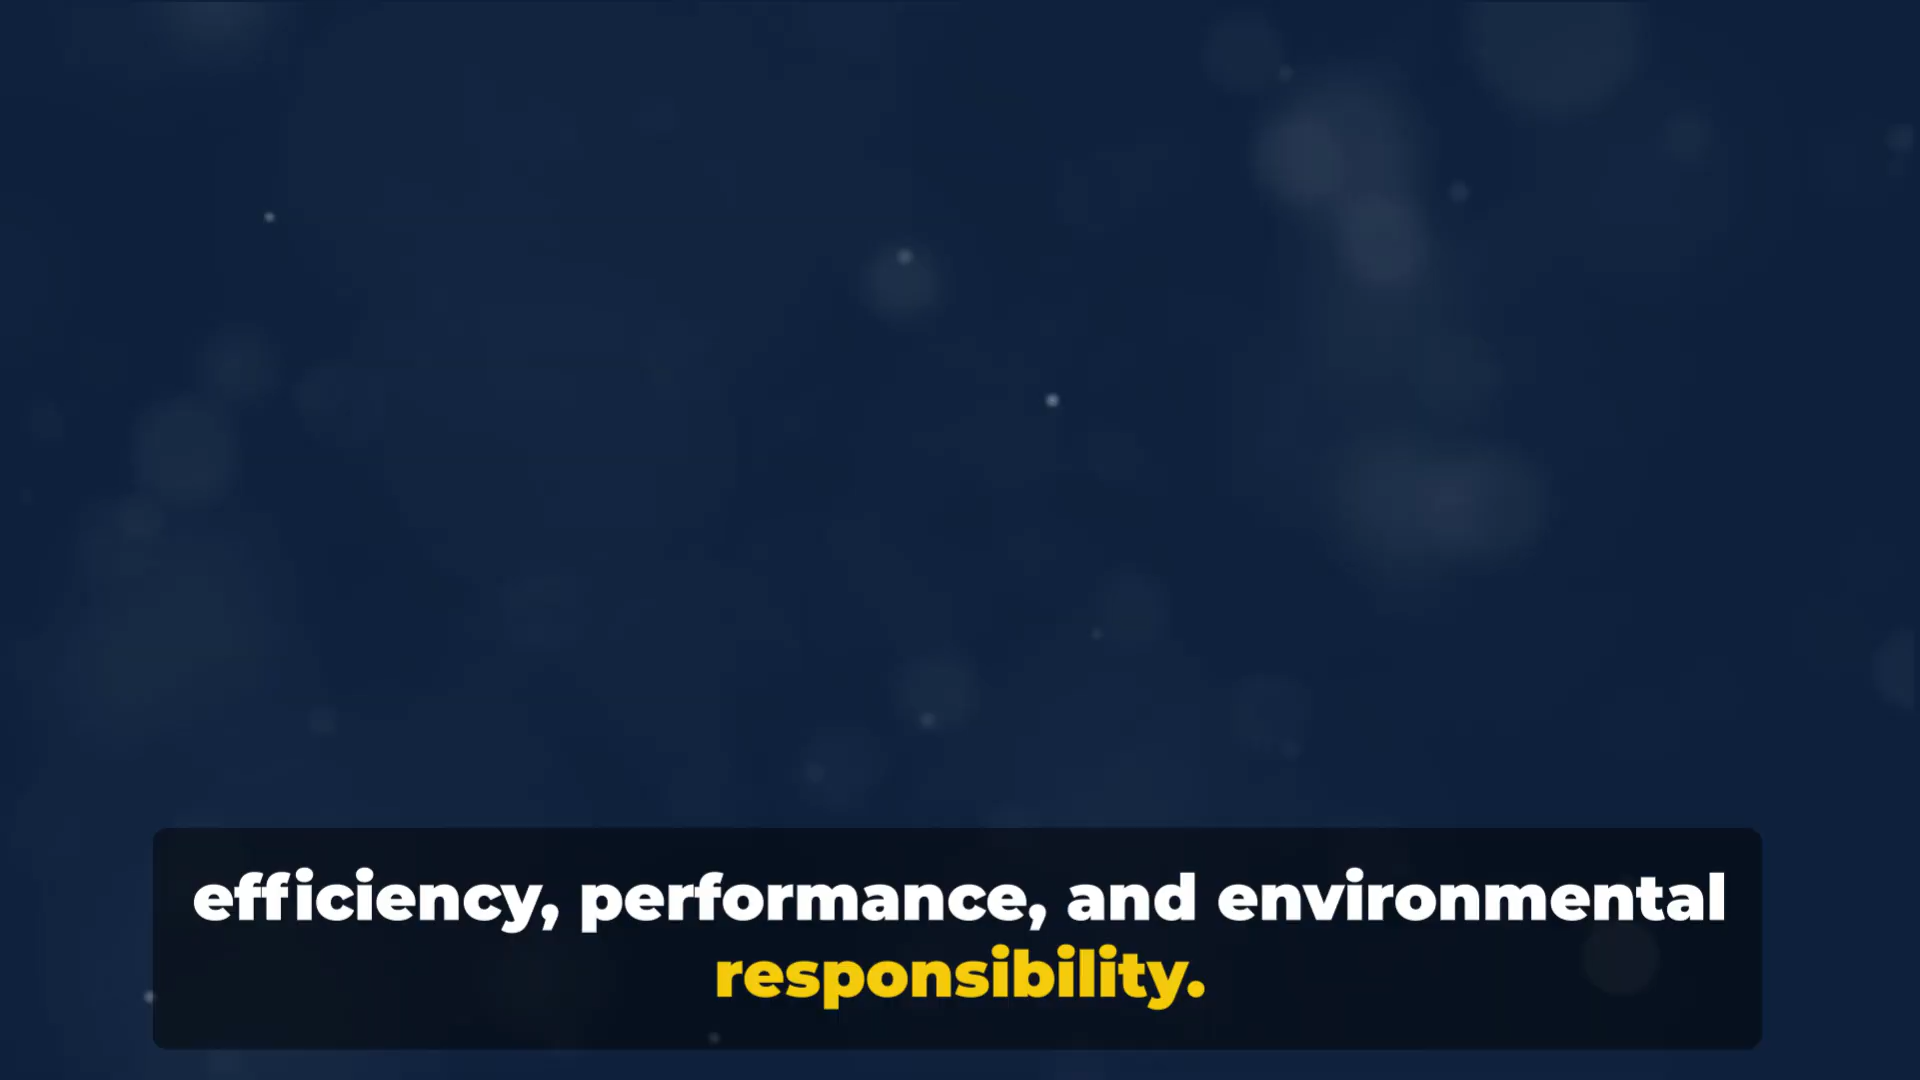 efficiency, performance, and environmental
responsibility.